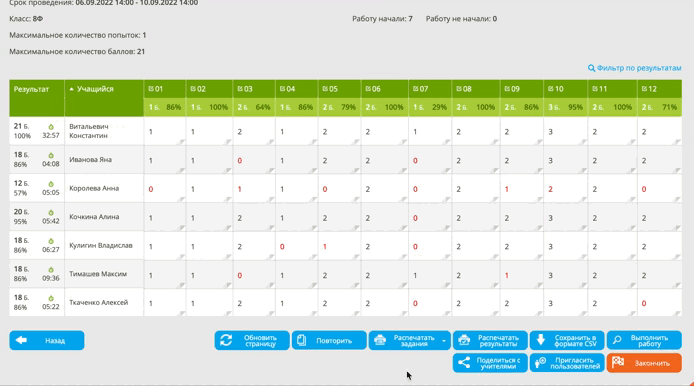 Срок проведения: 06.09.2022 14:00 - 10.09.2022 14:00
Класс: 8Ф Работу начали: 7 Работу не начали: 0
Максимальное количество попыток: 1
Максимальное количество баллов: 21
Фильтр по результатам
Результат Учащийся 01 02 03 04 05 06 07 08 09 10 11 12
1 Б. 86% 1 Б. 100% 2 Б. 64% 1 Б. 86% 2 Б. 79% 2 Б. 100% 1 Б. 29% 2 Б. 100% 2 Б. 86% 3 Б. 95% 2 Б. 100% 2 Б. 71%
21 Б. 100% 32:57 Витальевич Константин 1 1 2 1 2 2 1 2 2 3 2 2
18 Б. 86% 04:08 Иванова Яна 1 1 0 1 2 2 0 2 2 3 2 2
12 Б. 57% 05:05 Королева Анна 0 1 1 1 0 2 0 2 1 2 2 0
20 Б. 95% 05:42 Кочкина Алина 1 1 2 1 2 2 0 2 2 3 2 2
18 Б. 86% 06:27 Кулигин Владислав 1 1 2 0 1 2 0 2 2 3 2 2
18 Б. 86% 09:36 Тимашев Максим 1 1 0 1 2 2 1 2 1 3 2 2
18 Б. 86% 05:22 Ткаченко Алексей 1 1 2 1 2 2 0 2 2 3 2 0
Назад Обновить страницу Повторить Распечатать задания Распечатать результаты Сохранить в формате CSV Выполнить работу
Поделиться с учителями Пригласить пользователей Закончить